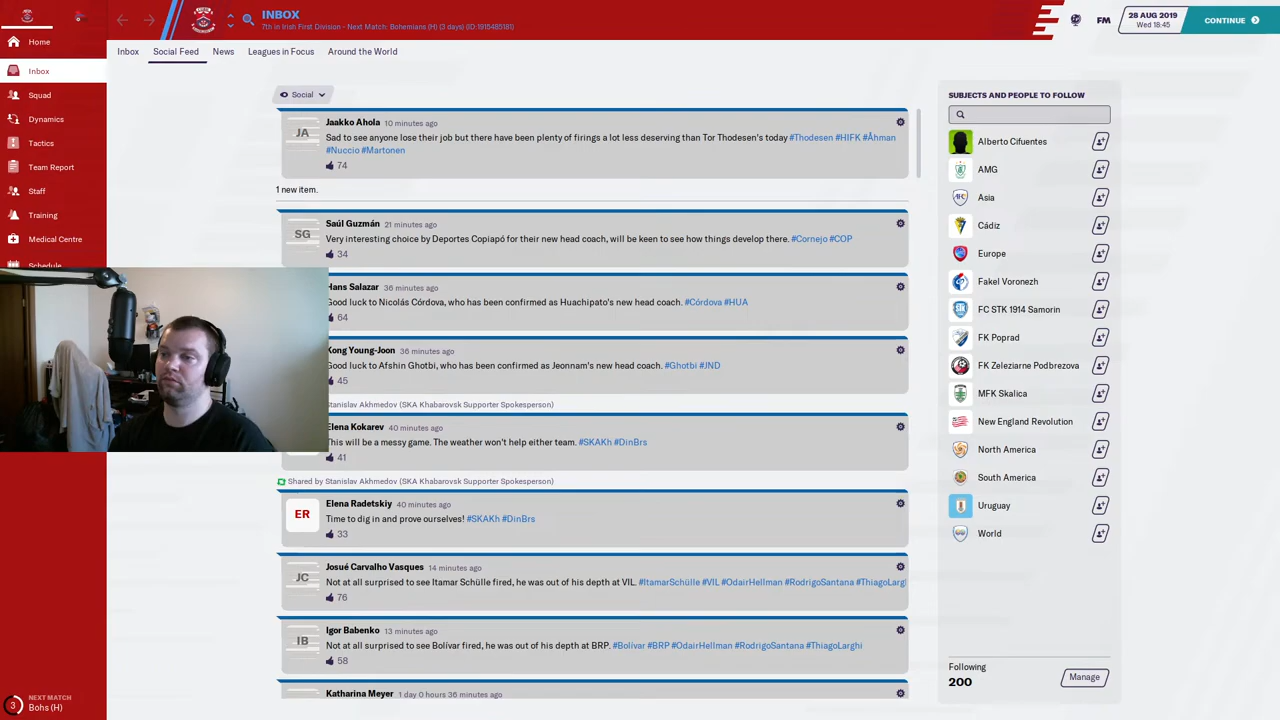 INBOX
7th in Irish First Division - Next Match: Bohemians (H) (3 days) (ID:1915485181)
FM
28 AUG 2019
Wed 18:45
CONTINUE
Home
Inbox
Squad
Dynamics
Tactics
Team Report
Staff
Training
Medical Centre
Schedule
Inbox
Social Feed
News
Leagues in Focus
Around the World
Social
Jaakko Ahola 10 minutes ago
JA
Sad to see anyone lose their job but there have been plenty of firings a lot less deserving than Tor Thodesen's today #Thodesen #HIFK #Åhman
#Nuccio #Martonen
74
1 new item.
Saúl Guzmán 21 minutes ago
SG
Very interesting choice by Deportes Copiapó for their new head coach, will be keen to see how things develop there. #Cornejo #COP
34
Hans Salazar 36 minutes ago
Good luck to Nicolás Córdova, who has been confirmed as Huachipato's new head coach. #Córdova #HUA
64
Kong Young-Joon 36 minutes ago
Good luck to Afshin Ghotbi, who has been confirmed as Jeonnam's new head coach. #Ghotbi #JND
45
Stanislav Akhmedov (SKA Khabarovsk Supporter Spokesperson)
Elena Kokarev 40 minutes ago
This will be a messy game. The weather won't help either team. #SKAKh #DinBrs
41
Shared by Stanislav Akhmedov (SKA Khabarovsk Supporter Spokesperson)
Elena Radetskiy 40 minutes ago
ER
Time to dig in and prove ourselves! #SKAKh #DinBrs
33
Josué Carvalho Vasques 14 minutes ago
JC
Not at all surprised to see Itamar Schülle fired, he was out of his depth at VIL. #ItamarSchülle #VIL #OdairHellman #RodrigoSantana #ThiagoLargh
76
Igor Babenko 13 minutes ago
IB
Not at all surprised to see Bolívar fired, he was out of his depth at BRP. #Bolívar #BRP #OdairHellman #RodrigoSantana #ThiagoLarghi
58
Katharina Meyer 1 day 0 hours 36 minutes ago
SUBJECTS AND PEOPLE TO FOLLOW
Alberto Cifuentes
AMG
Asia
Cádiz
Europe
Fakel Voronezh
FC STK 1914 Samorin
FK Poprad
FK Zeleziarne Podbrezova
MFK Skalica
New England Revolution
North America
South America
Uruguay
World
Following
200
Manage
3
NEXT MATCH
Bohs (H)